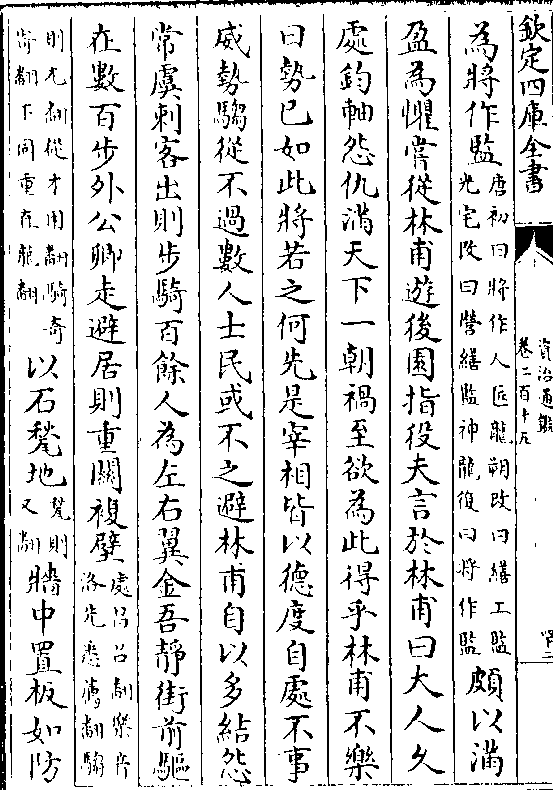 欽定四庫全書
資治通鑑
卷二百十五
為將作監
唐初曰將作大匠龍朔改曰繕工監
光宅改曰營繕監神龍復曰將作監
頗以滿
盈為懼嘗從林甫遊後園指役夫言於林甫曰大人久
處鈞軸怨仇滿天下一朝禍至欲為此得乎林甫不樂
曰勢已如此將若之何先是宰相皆以德度自處不事
威勢騶從不過數人士民或不之避林甫自以多結怨
常虞刺客出則步騎百餘人為左右翼金吾靜街前驅
在數百步外公卿走避居則重關複壁
處昌呂翻樂音
洛先悉薦翻騶
則尤翻從才用翻騎奇
寄翻下同重直龍翻
以石甃地
甃則
又翻
牆中置板如防